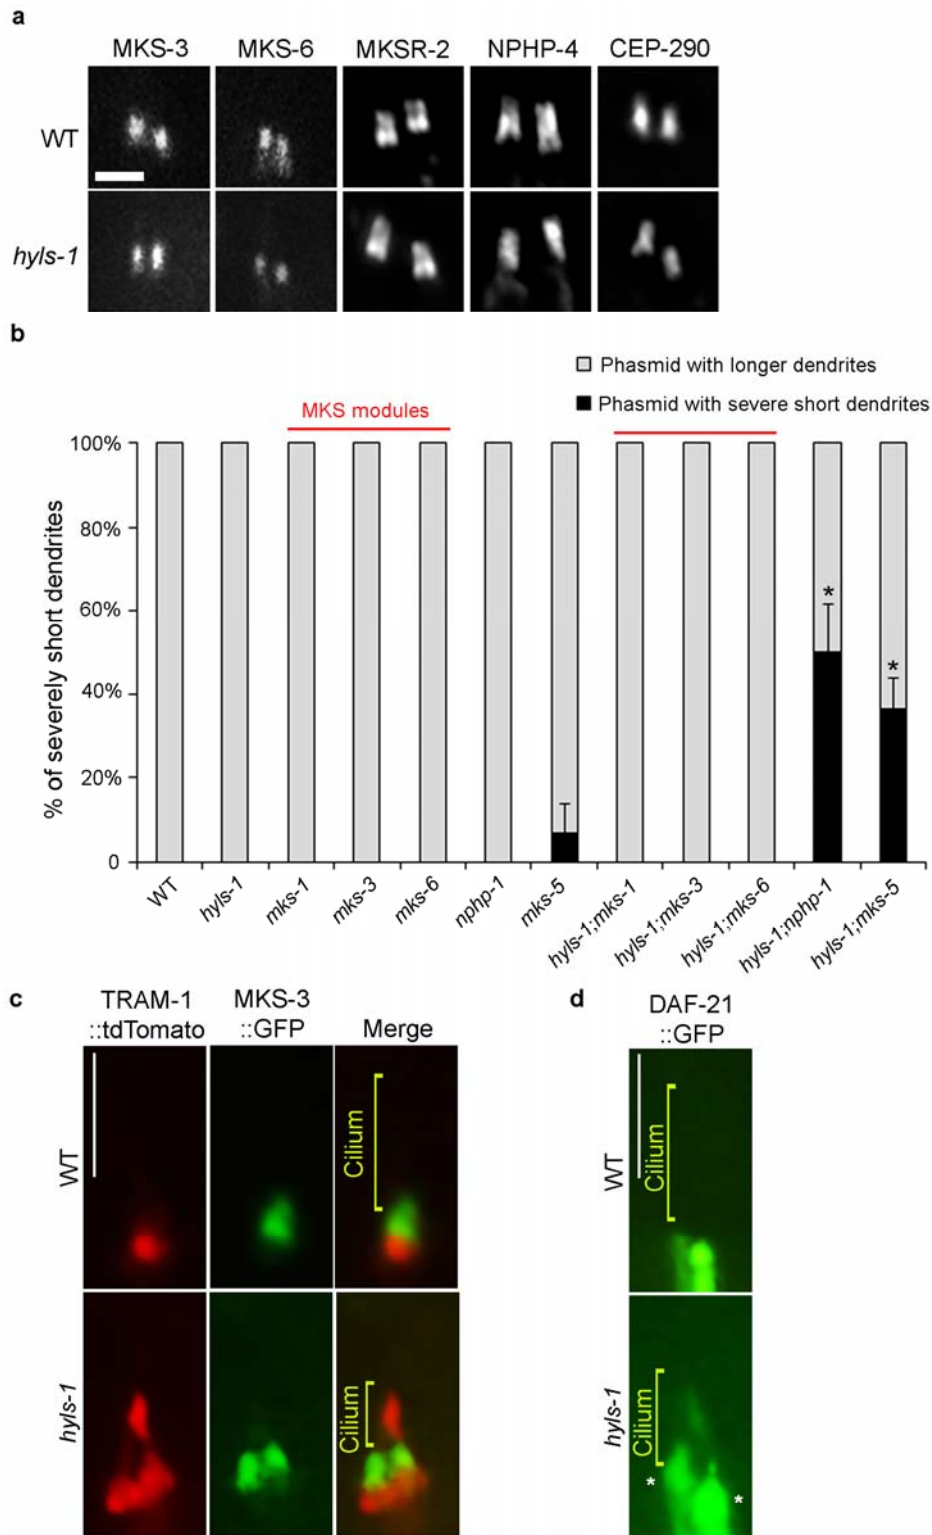 a
MKS-3 MKS-6 MKSR-2 NPHP-4 CEP-290
WT
hyls-1
b
Phasmid with longer dendrites
Phasmid with severe short dendrites
MKS modules
% of severely short dendrites
100%
80%
60%
40%
20%
0
*
*
WT hyls-1 mks-1 mks-3 mks-6 nphp-1 mks-5 hyls-1;mks-1 hyls-1;mks-3 hyls-1;mks-6 hyls-1;nphp-1 hyls-1;mks-5
c
TRAM-1
::tdTomato
MKS-3
::GFP
Merge
WT
Cilium
hyls-1
Cilium
d
DAF-21
::GFP
WT
Cilium
hyls-1
Cilium
*
*